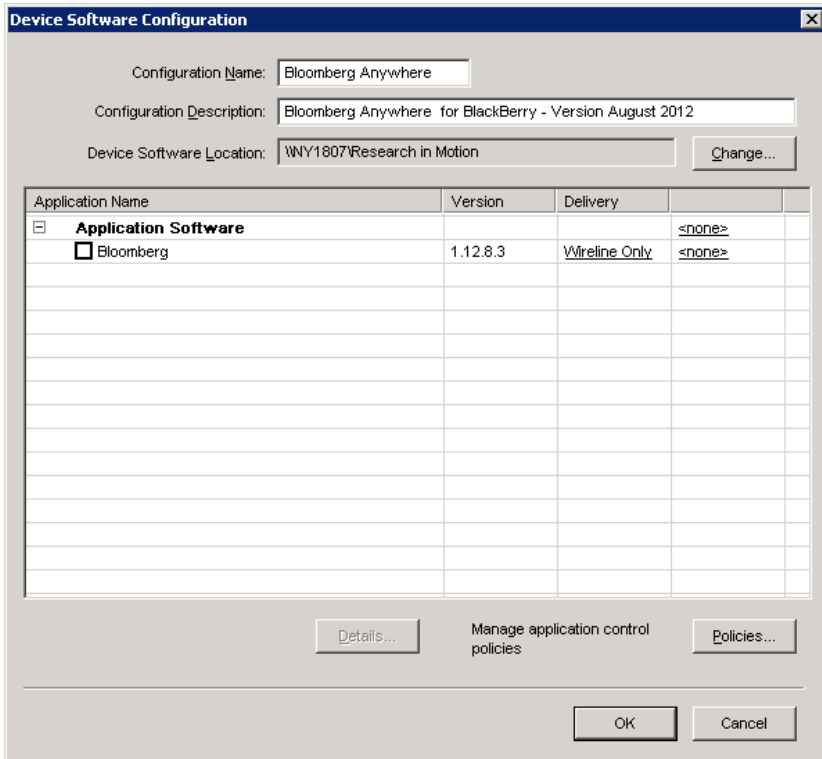 Device Software Configuration
Configuration Name: Bloomberg Anywhere
Configuration Description: Bloomberg Anywhere for BlackBerry - Version August 2012
Device Software Location: \\NY1807\Research in Motion Change...
Application Name Version Delivery
Application Software <none>
Bloomberg 1.12.8.3 Wireline Only <none>
Details... Manage application control policies Policies...
OK Cancel